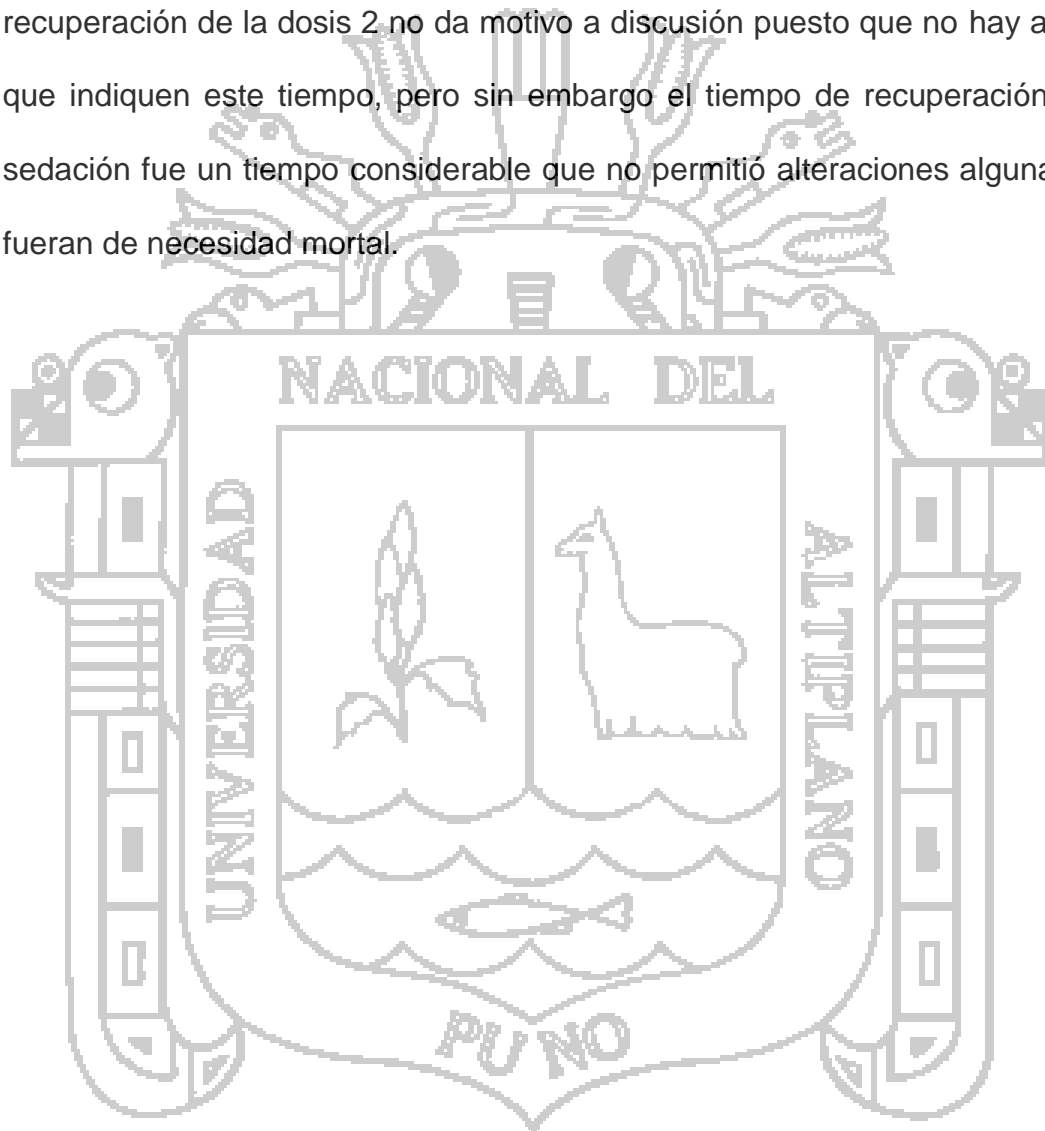 recuperación de la dosis 2 no da motivo a discusión puesto que no hay
que indiquen este tiempo, pero sin embargo el tiempo de recuperación
sedación fue un tiempo considerable que no permitió alteraciones
fueran de necesidad mortal.
NACIONAL DEL
UNIVERSIDAD
ALTIPLANO
PUNO